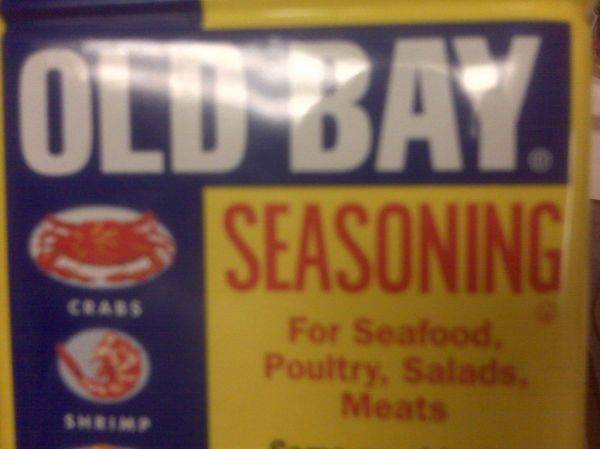 OLD BAY®
SEASONING
CRABS
SHRIMP
For Seafood,
Poultry, Salads,
Meats